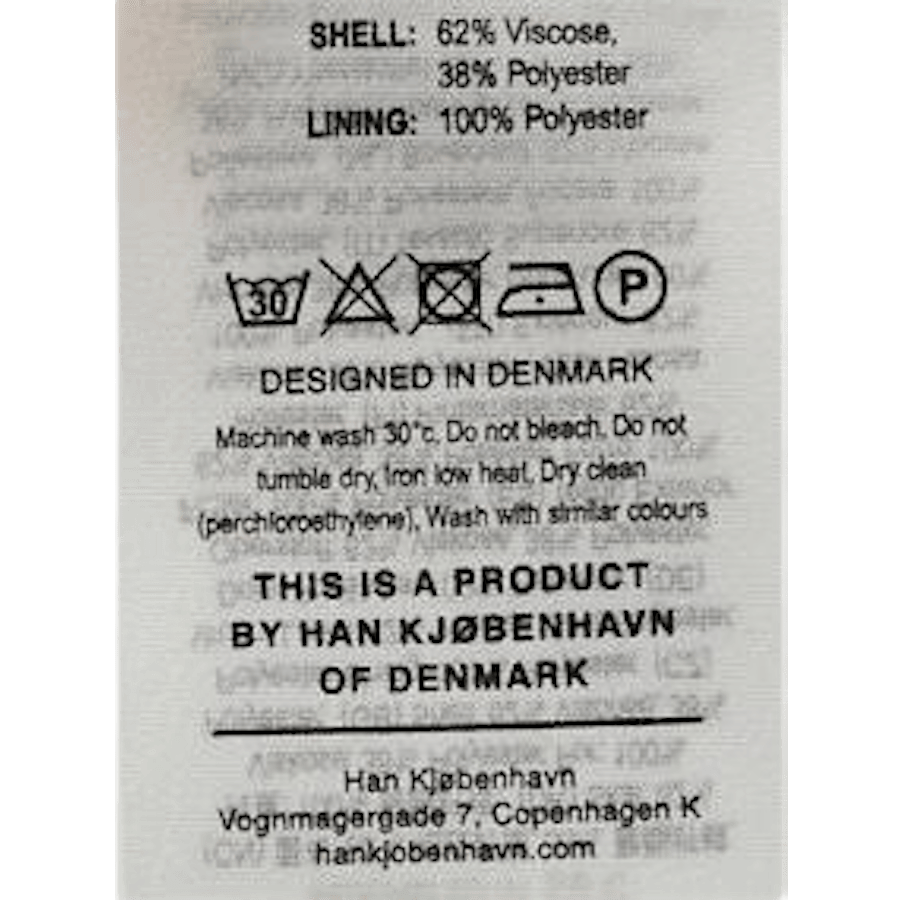 SHELL: 62% Viscose,
38% Polyester
LINING: 100% Polyester
30 P
DESIGNED IN DENMARK
Machine wash 30°c, Do not bleach, Do not
tumble dry, Iron low heat, Dry clean
(perchloroethylene), Wash with similar colours
THIS IS A PRODUCT
BY HAN KJØBENHAVN
OF DENMARK
Han Kjøbenhavn
Vognmagergade 7, Copenhagen K
hankjobenhavn.com